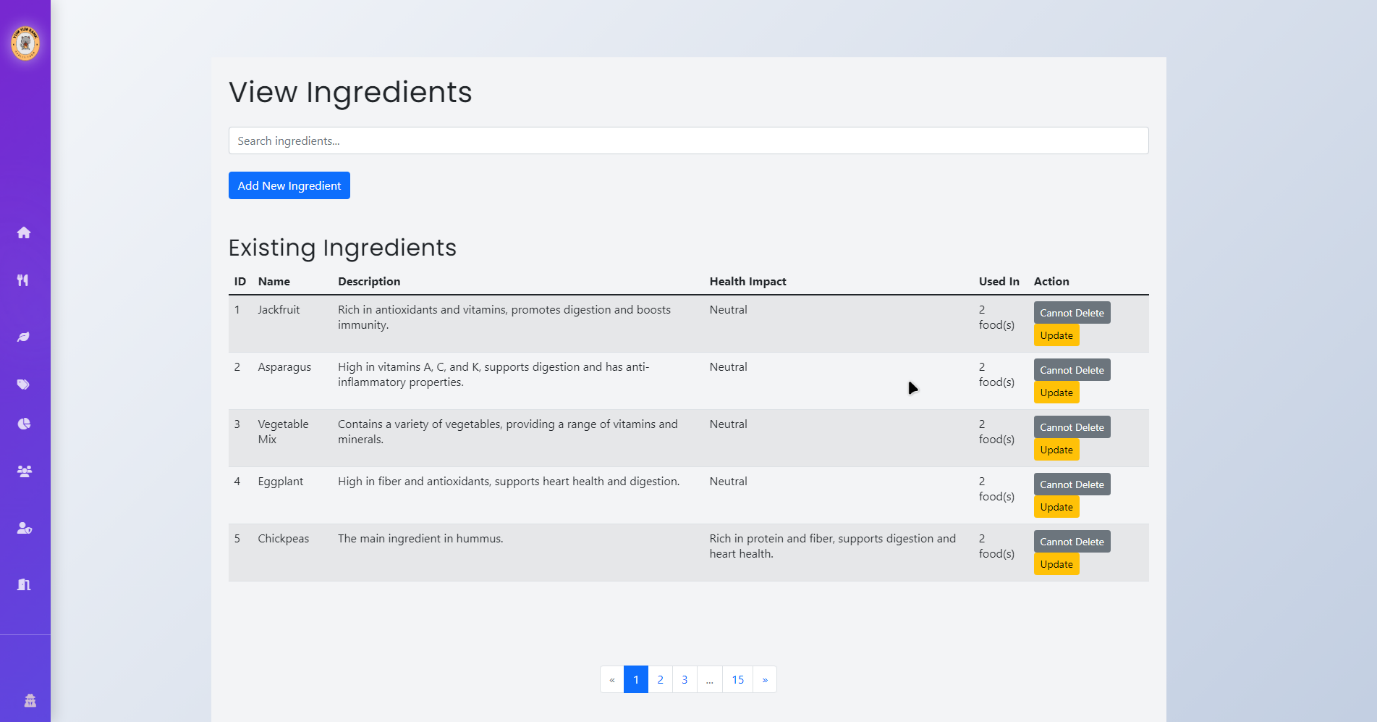 View Ingredients
Search ingredients...
Add New Ingredient
Existing Ingredients
ID Name Description Health Impact Used In Action
1 Jackfruit Rich in antioxidants and vitamins, promotes digestion and boosts immunity. Neutral 2 food(s) Cannot Delete Update
2 Asparagus High in vitamins A, C, and K, supports digestion and has anti-inflammatory properties. Neutral 2 food(s) Cannot Delete Update
3 Vegetable Mix Contains a variety of vegetables, providing a range of vitamins and minerals. Neutral 2 food(s) Cannot Delete Update
4 Eggplant High in fiber and antioxidants, supports heart health and digestion. Neutral 2 food(s) Cannot Delete Update
5 Chickpeas The main ingredient in hummus. Rich in protein and fiber, supports digestion and heart health. 2 food(s) Cannot Delete Update
« 1 2 3 ... 15 »